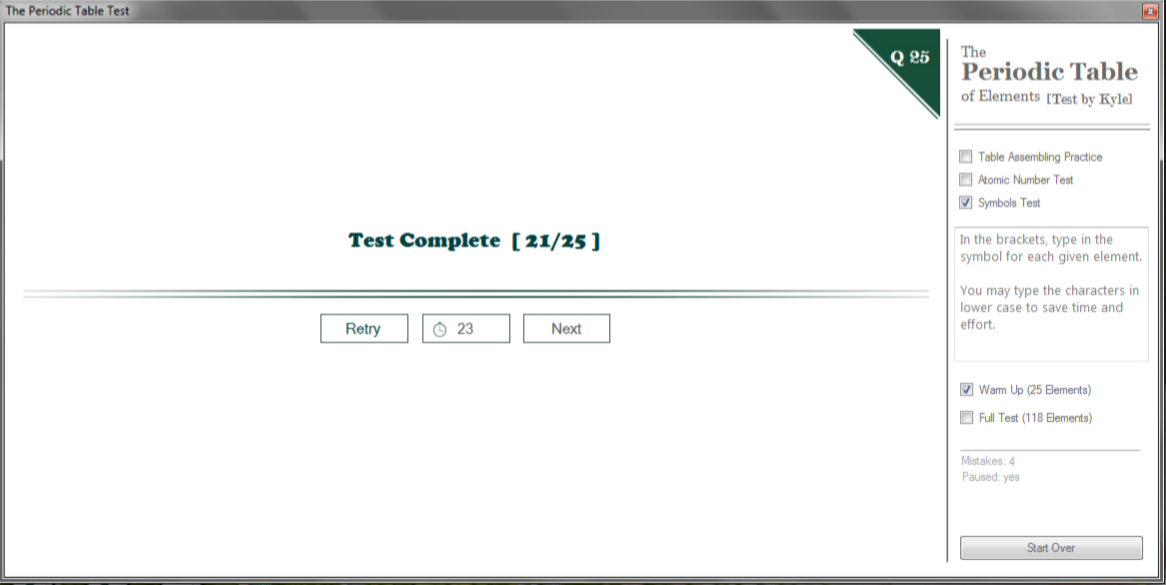 The Periodic Table Test
Q 25
Test Complete [ 21/25 ]
Retry
23
Next
The
Periodic Table
of Elements [Test by Kyle]
Table Assembling Practice
Atomic Number Test
Symbols Test
In the brackets, type in the
symbol for each given element.
You may type the characters in
lower case to save time and
effort.
Warm Up (25 Elements)
Full Test (118 Elements)
Mistakes: 4
Paused: yes
Start Over